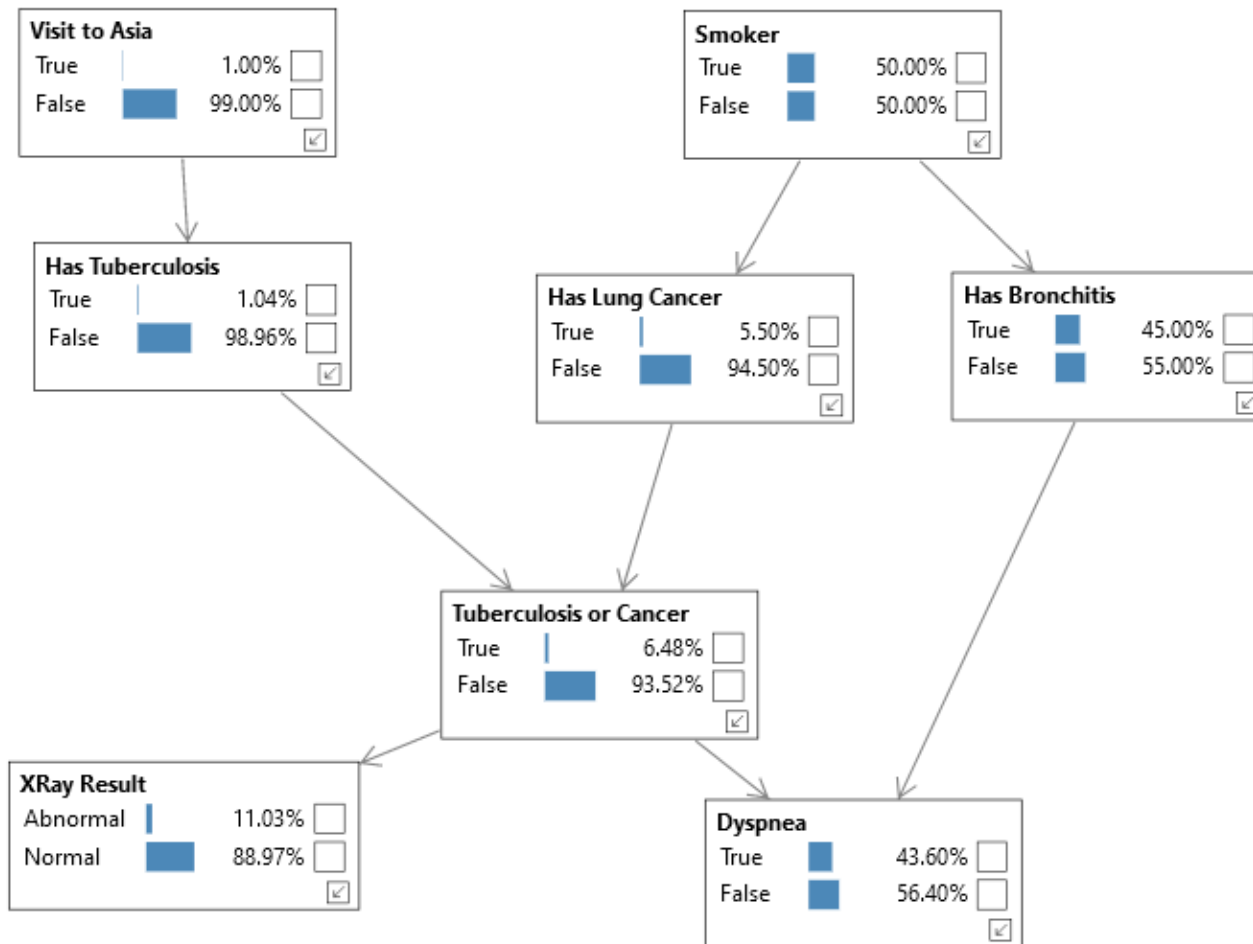 Visit to Asia
True 1.00%
False 99.00%
Smoker
True 50.00%
False 50.00%
Has Tuberculosis
True 1.04%
False 98.96%
Has Lung Cancer
True 5.50%
False 94.50%
Has Bronchitis
True 45.00%
False 55.00%
Tuberculosis or Cancer
True 6.48%
False 93.52%
XRay Result
Abnormal 11.03%
Normal 88.97%
Dyspnea
True 43.60%
False 56.40%